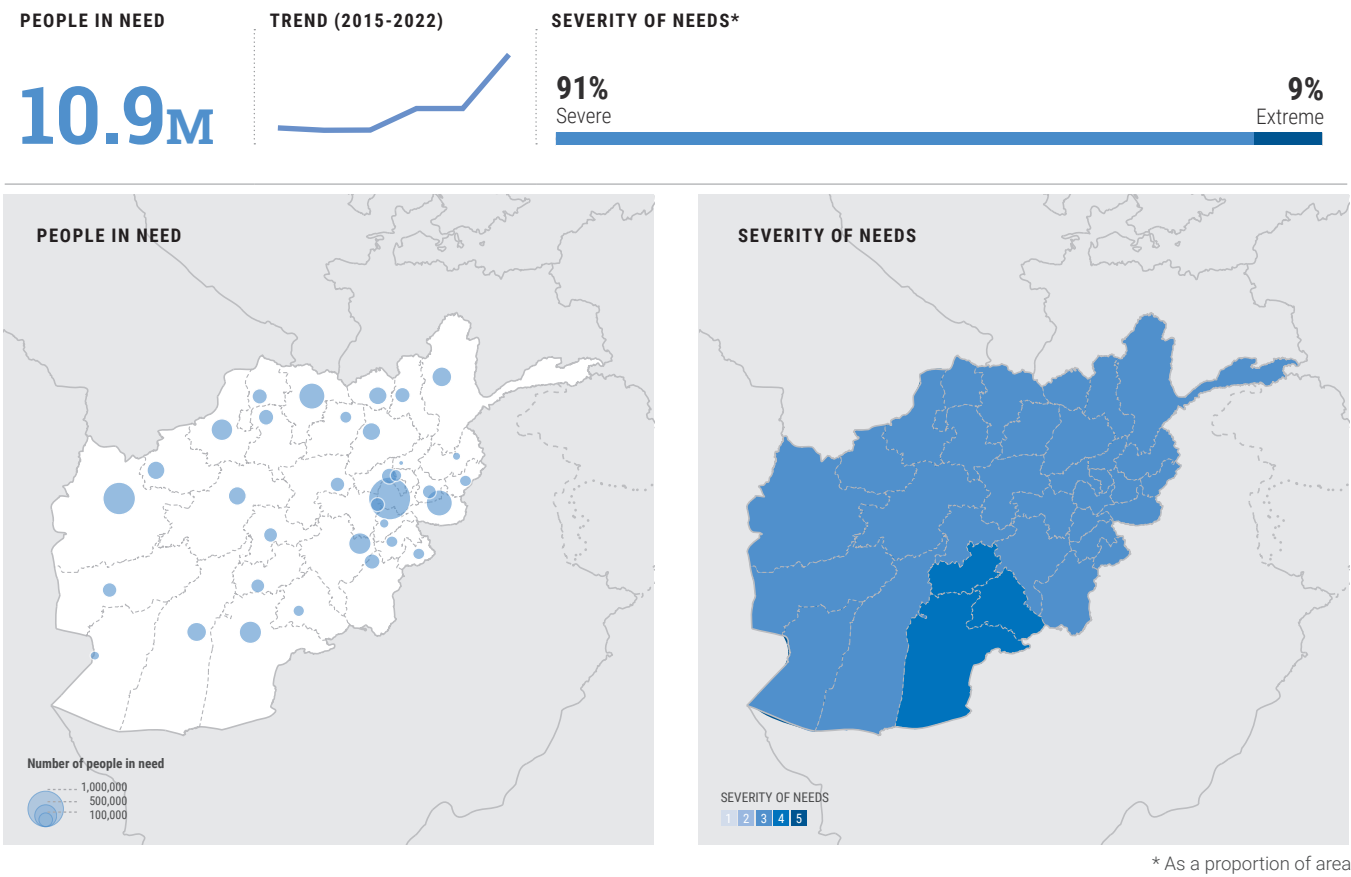 PEOPLE IN NEED
TREND (2015-2022)
SEVERITY OF NEEDS*
10.9M
91%
Severe
9%
Extreme
PEOPLE IN NEED
Number of people in need
1,000,000
500,000
100,000
SEVERITY OF NEEDS
SEVERITY OF NEEDS
1 2 3 4 5
* As a proportion of area